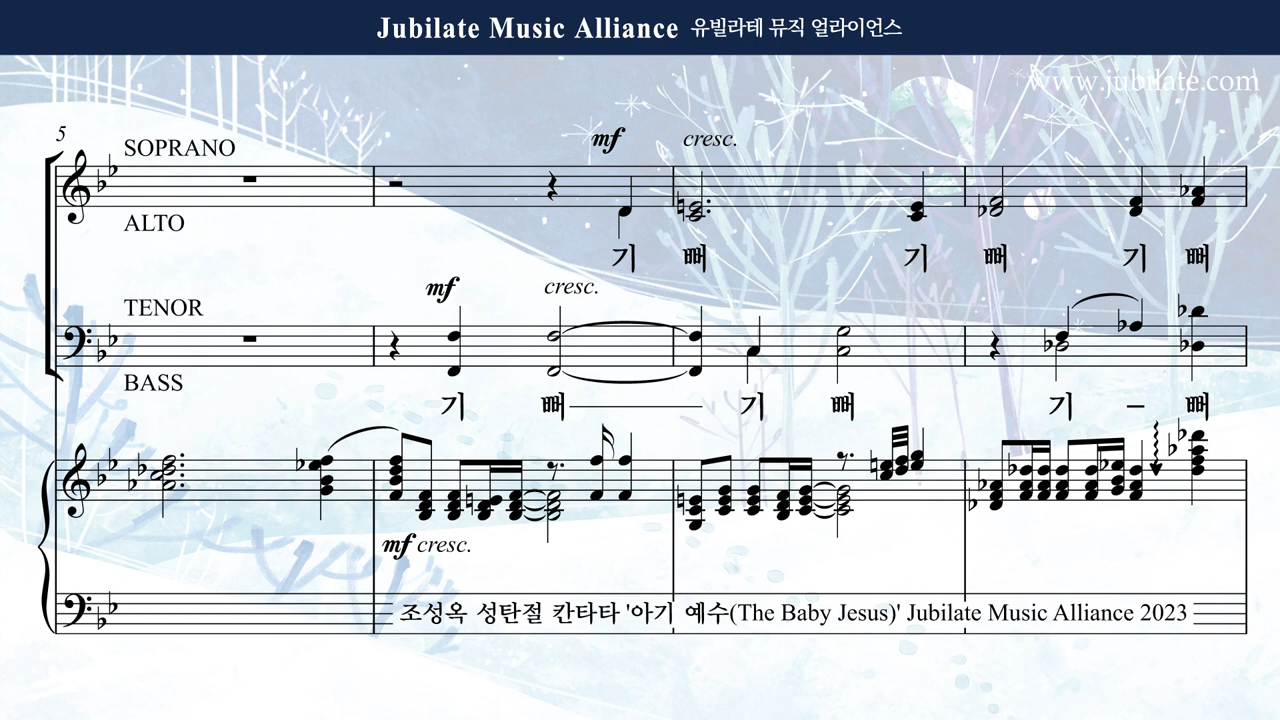 Jubilate Music Alliance 유빌라테 뮤직 얼라이언스
www.jubilate.com
5
SOPRANO
mf cresc.
ALTO
기 뻐 기 뻐 기 뻐
mf cresc.
TENOR
BASS
기 뻐 기 뻐 기 – 뻐
mf cresc.
조성옥 성탄절 칸타타 '아기 예수(The Baby Jesus)' Jubilate Music Alliance 2023